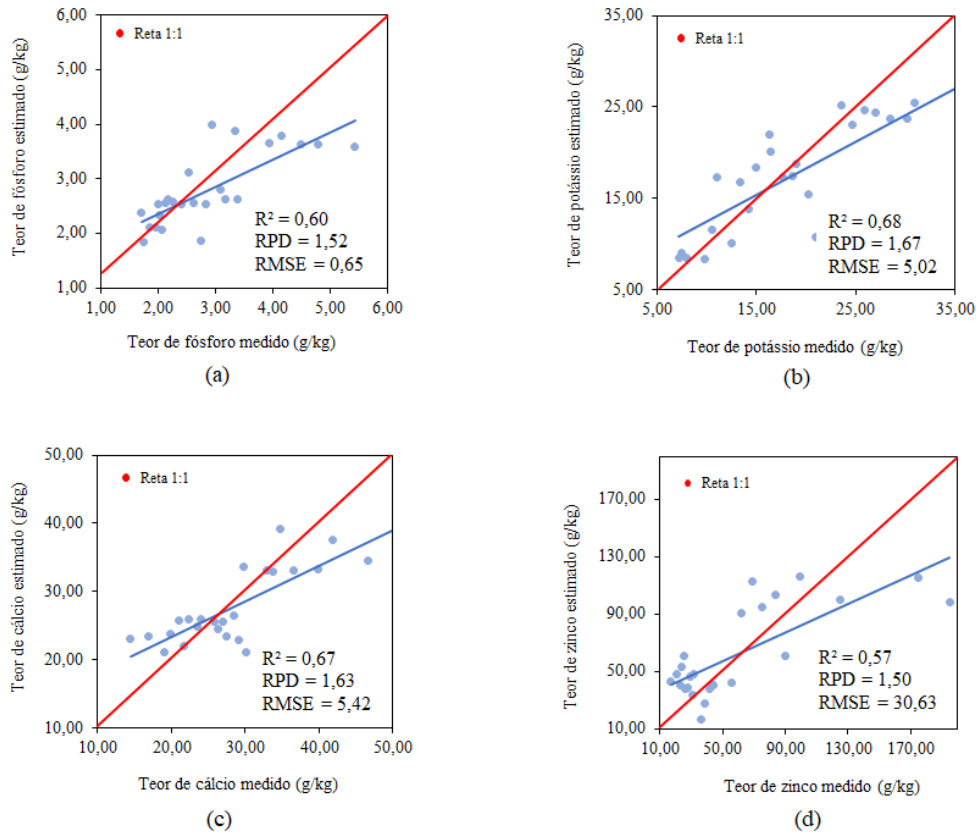 6,00
5,00
4,00
3,00
2,00
1,00
1,00 2,00 3,00 4,00 5,00 6,00
Teor de fósforo estimado (g/kg)
Reta 1:1
R² = 0,60
RPD = 1,52
RMSE = 0,65
Teor de fósforo medido (g/kg)
(a)
35,00
25,00
15,00
5,00
5,00 15,00 25,00 35,00
Teor de potássio estimado (g/kg)
Reta 1:1
R² = 0,68
RPD = 1,67
RMSE = 5,02
Teor de potássio medido (g/kg)
(b)
50,00
40,00
30,00
20,00
10,00
10,00 20,00 30,00 40,00 50,00
Teor de cálcio estimado (g/kg)
Reta 1:1
R² = 0,67
RPD = 1,63
RMSE = 5,42
Teor de cálcio medido (g/kg)
(c)
170,00
130,00
90,00
50,00
10,00
10,00 50,00 90,00 130,00 170,00
Teor de zinco estimado (g/kg)
Reta 1:1
R² = 0,57
RPD = 1,50
RMSE = 30,63
Teor de zinco medido (g/kg)
(d)